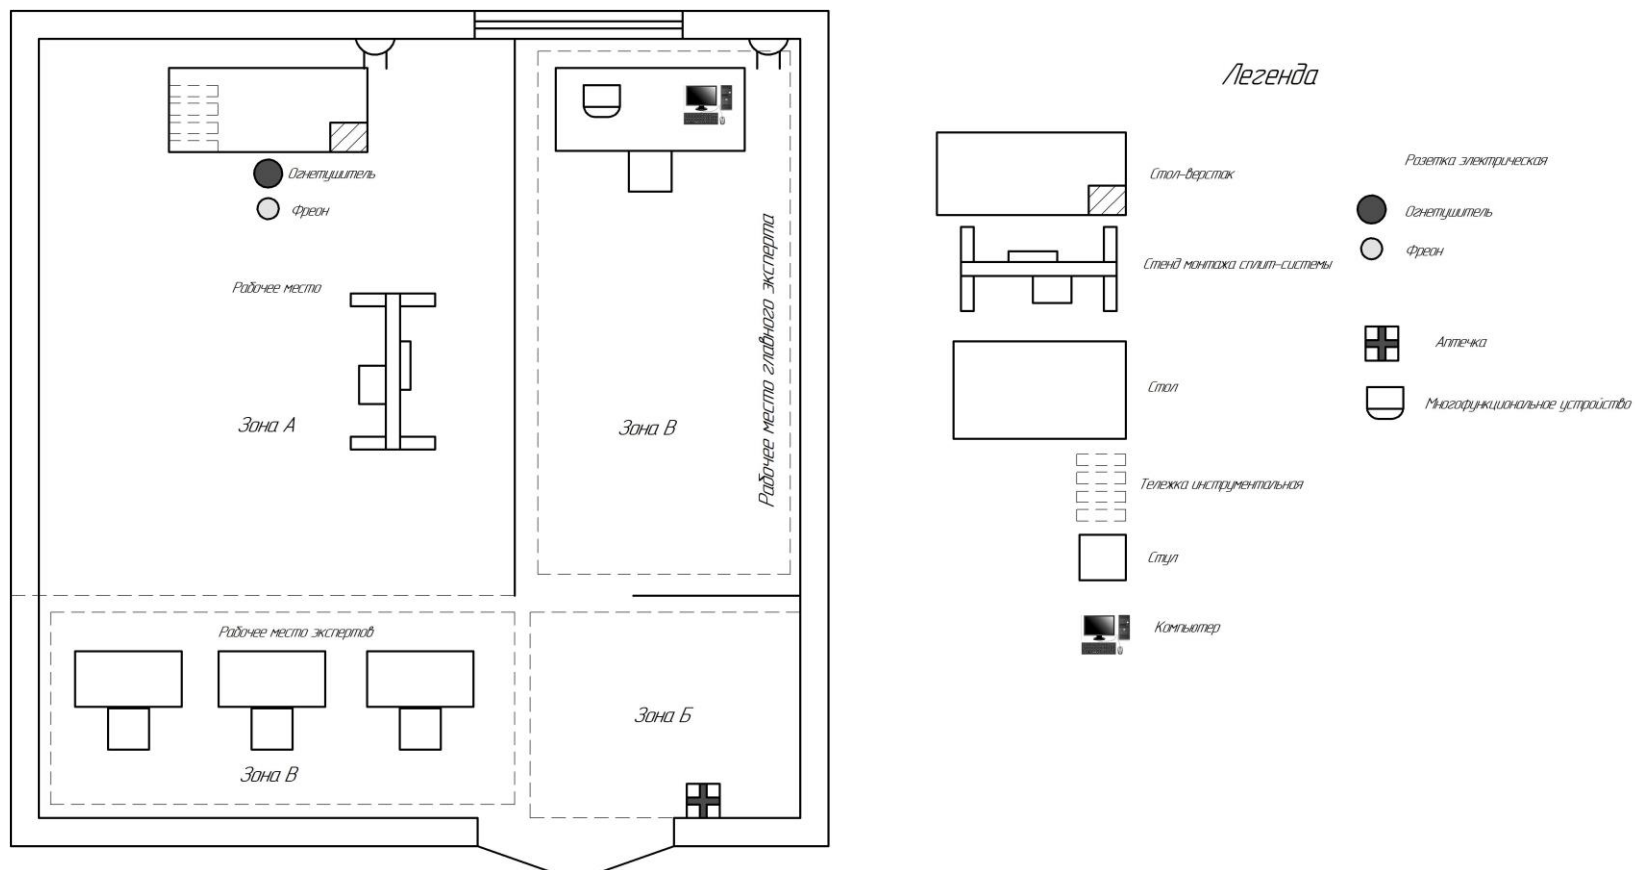 Легенда
Огнетушитель
Фреон
Рабочее место
Зона А
Зона В
Рабочее место главного эксперта
Рабочее место экспертов
Зона В
Зона Б
Стол-верстак
Стенд монтажа сплит-системы
Стол
Тележка инструментальная
Стул
Компьютер
Розетка электрическая
Огнетушитель
Фреон
Аптечка
Многофункциональное устройство